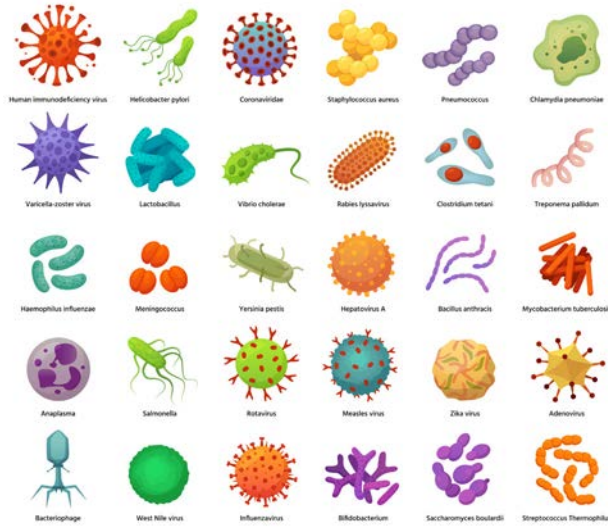 Human immunodeficiency virus
Helicobacter pylori
Coronaviridae
Staphylococcus aureus
Pneumococcus
Chlamydia pneumoniae
Varicella-zoster virus
Lactobacillus
Vibrio cholerae
Rabies lyssavirus
Clostridium tetani
Treponema pallidum
Haemophilus influenzae
Meningococcus
Yersinia pestis
Hepatovirus A
Bacillus anthracis
Mycobacterium tuberculosi
Anaplasma
Salmonella
Rotavirus
Measles virus
Zika virus
Adenovirus
Bacteriophage
West Nile virus
Influenzavirus
Bifidobacterium
Saccharomyces boulardii
Streptococcus Thermophilu